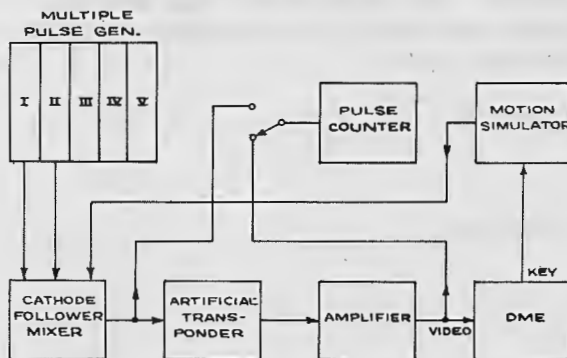 MULTIPLE
PULSE GEN.
I II III IV V
PULSE
COUNTER
MOTION
SIMULATOR
CATHODE
FOLLOWER
MIXER
ARTIFICIAL
TRANS-
PONDER
AMPLIFIER
VIDEO
KEY
DME